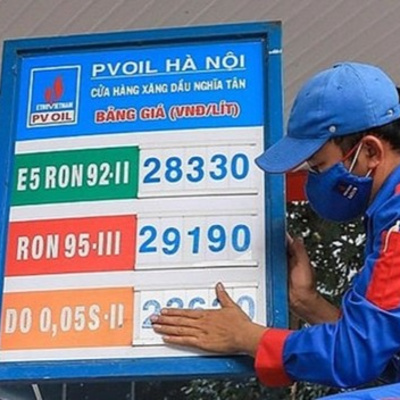 PVOIL HÀ NỘI
CỬA HÀNG XĂNG DẦU NGHĨA TÂN
BẢNG GIÁ (VNĐ/LÍT)
PETROVIETNAM
PV OIL
E5 RON 92-II 28330
RON 95-III 29190
DO 0,05S-II